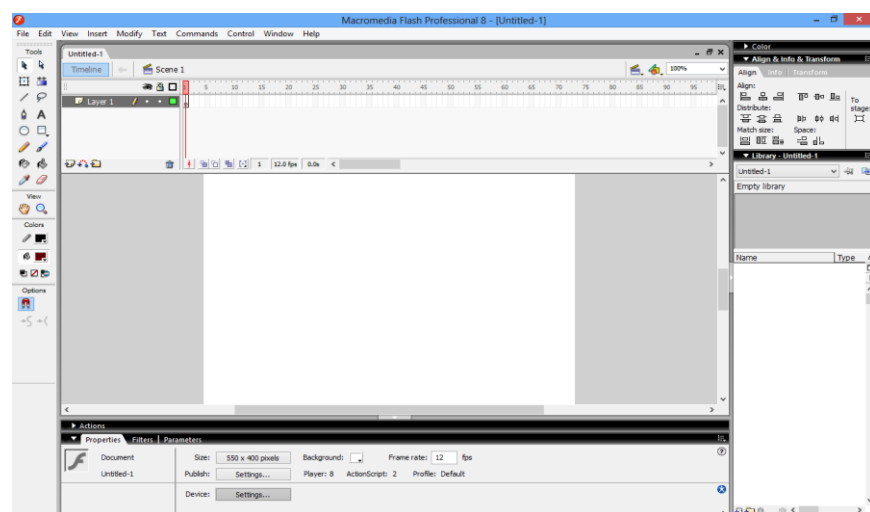 Macromedia Flash Professional 8 - [Untitled-1]
File Edit View Insert Modify Text Commands Control Window Help
Tools
Untitled-1
Timeline
Scene 1
100%
1 5 10 15 20 25 30 35 40 45 50 55 60 65 70 75 80 85 90 95
Layer 1
1 12.0 fps 0.0s
View
Colors
Options
Color
Align & Info & Transform
Align Info Transform
Align:
To stage:
Distribute:
Match size: Space:
Library - Untitled-1
Untitled-1
Empty library
Name Type
Actions
Properties Filters Parameters
Document Size: 550 x 400 pixels Background: Frame rate: 12 fps
Untitled-1 Publish: Settings... Player: 8 ActionScript: 2 Profile: Default
Device: Settings...